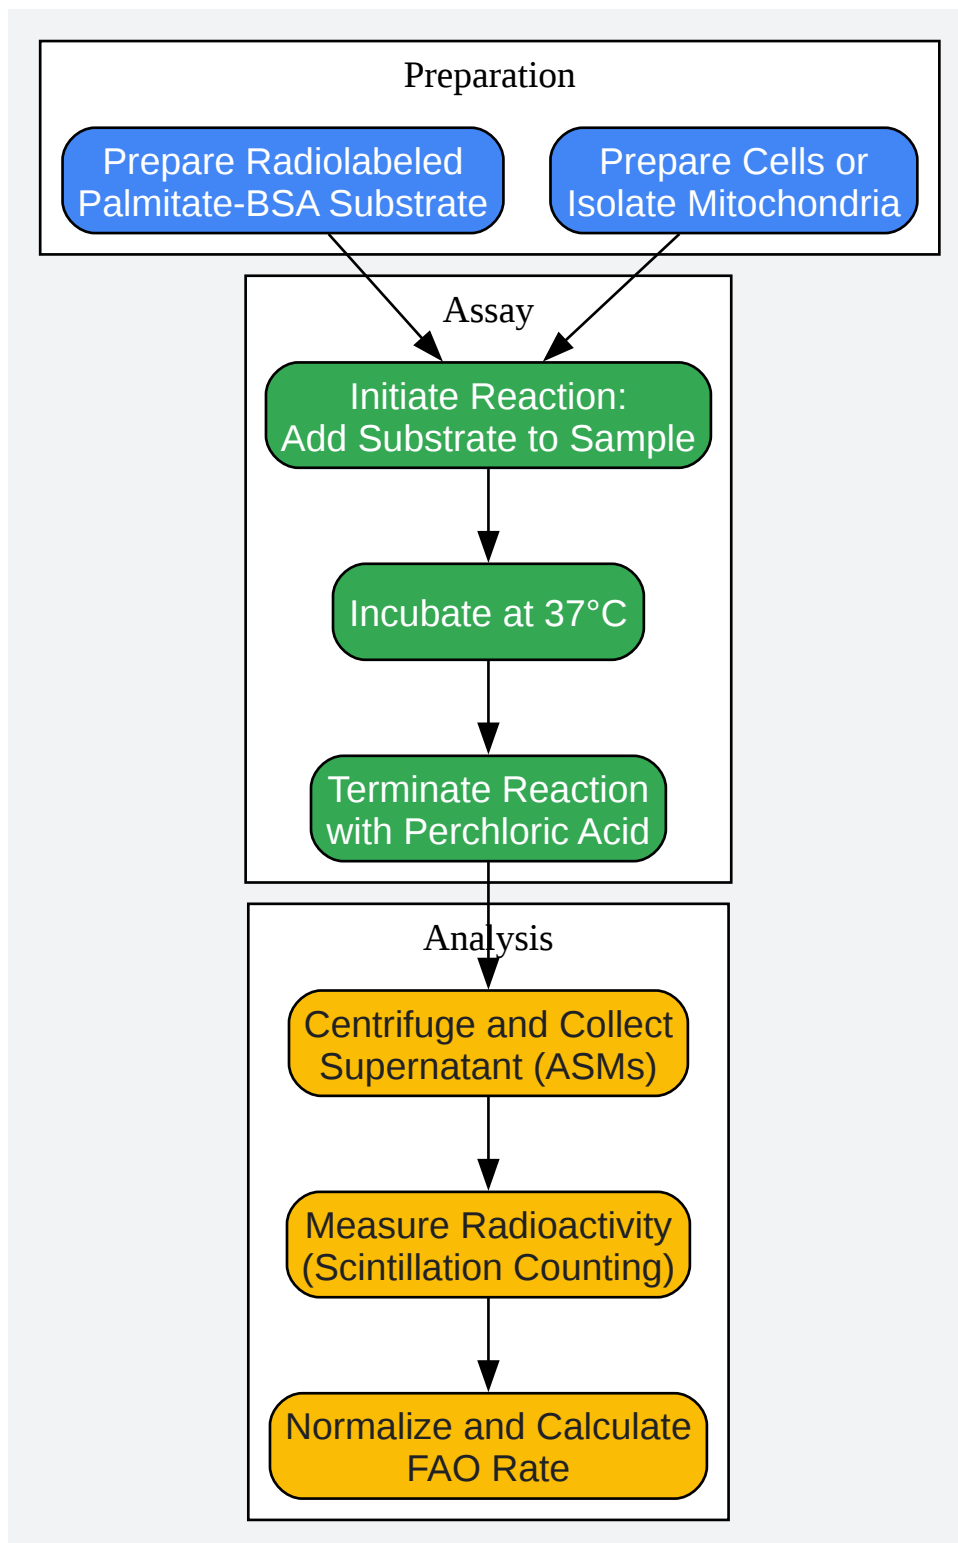 Preparation
Prepare Radiolabeled
Palmitate-BSA Substrate
Prepare Cells or
Isolate Mitochondria
Assay
Initiate Reaction:
Add Substrate to Sample
Incubate at 37°C
Terminate Reaction
with Perchloric Acid
Analysis
Centrifuge and Collect
Supernatant (ASMs)
Measure Radioactivity
(Scintillation Counting)
Normalize and Calculate
FAO Rate